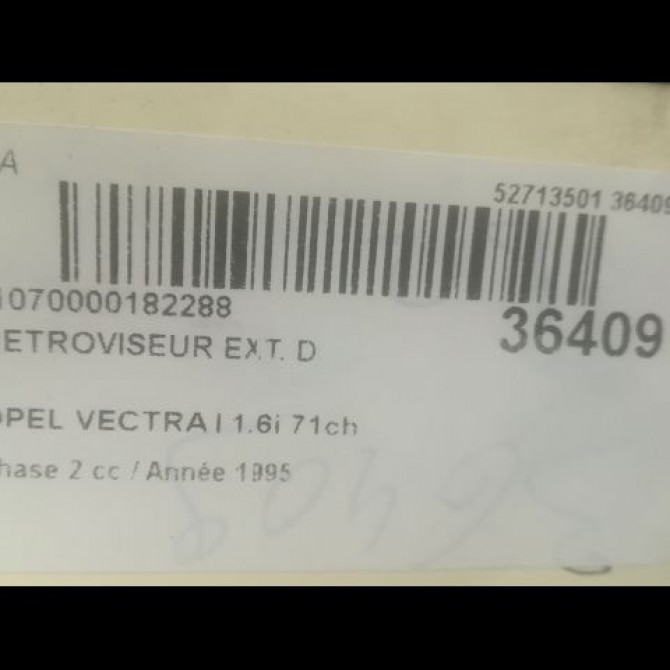 A
52713501 36409
1070000182288
36409
ETROVISEUR EXT. D
OPEL VECTRA I 1.6i 71ch
hase 2 cc / Année 1995